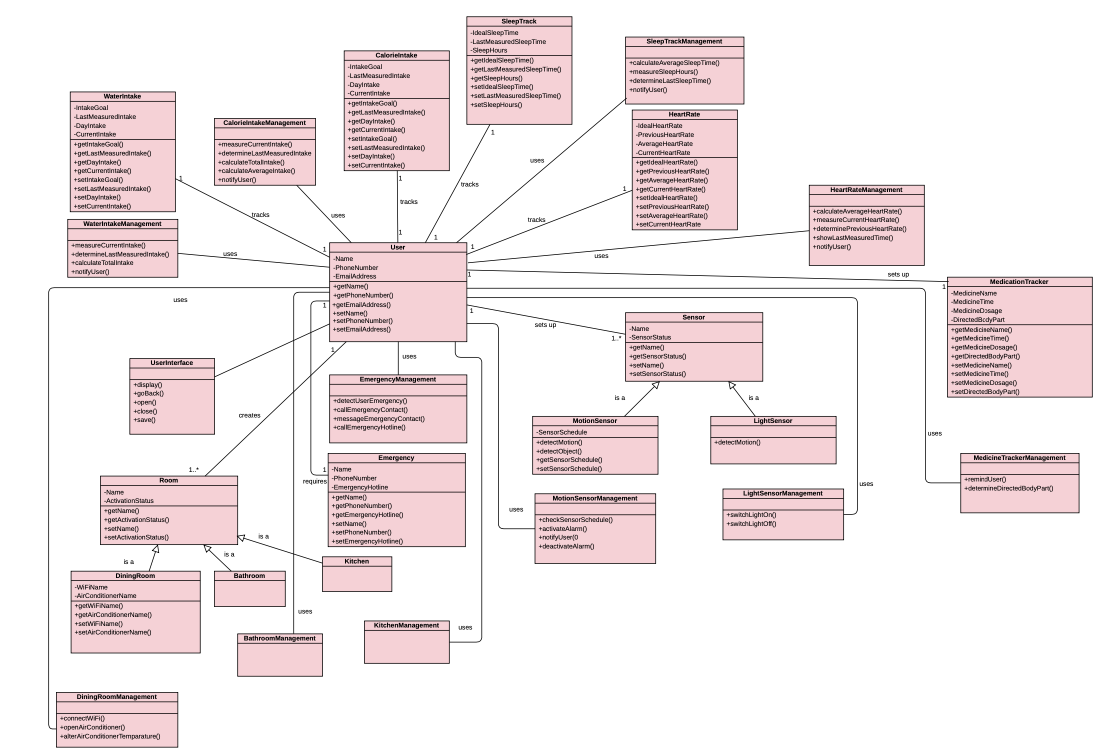 SleepTrack
-IdealSleepTime
-LastMeasuredSleepTime
-SleepHours
+getIdealSleepTime()
+getLastMeasuredSleepTime()
+getSleepHours()
+setIdealSleepTime()
+setLastMeasuredSleepTime()
+setSleepHours()
1
tracks
1
SleepTrackManagement
+calculateAverageSleepTime()
+measureSleepHours()
+determineLastSleepTime()
+notifyUser()
uses
CalorieIntake
-IntakeGoal
-LastMeasuredIntake
-DayIntake
-CurrentIntake
+getIntakeGoal()
+getLastMeasuredIntake()
+getDayIntake()
+getCurrentIntake()
+setIntakeGoal()
+setLastMeasuredIntake()
+setDayIntake()
+setCurrentIntake()
1
tracks
1
WaterIntake
-IntakeGoal
-LastMeasuredIntake
-DayIntake
-CurrentIntake
+getIntakeGoal()
+getLastMeasuredIntake()
+getDayIntake()
+getCurrentIntake()
+setIntakeGoal()
+setLastMeasuredIntake()
+setDayIntake()
+setCurrentIntake()
1
tracks
1
CalorieIntakeManagement
+measureCurrentIntake()
+determineLastMeasuredIntake
+calculateTotalIntake()
+calculateAverageIntake()
+notifyUser()
uses
HeartRate
-IdealHeartRate
-PreviousHeartRate
-AverageHeartRate
-CurrentHeartRate
+getIdealHeartRate()
+getPreviousHeartRate()
+getAverageHeartRate()
+getCurrentHeartRate()
+setIdealHeartRate()
+setPreviousHeartRate()
+setAverageHeartRate()
+setCurrentHeartRate
1
tracks
1
HeartRateManagement
+calculateAverageHeartRate()
+measureCurrentHeartRate()
+determinePreviousHeartRate()
+showLastMeasuredTime()
+notifyUser()
uses
WaterIntakeManagement
+measureCurrentIntake()
+determineLastMeasuredIntake()
+calculateTotalIntake
+notifyUser()
uses
User
-Name
-PhoneNumber
-EmailAddress
+getName()
+getPhoneNumber()
+getEmailAddress()
+setName()
+setPhoneNumber()
+setEmailAddress()
1
sets up
1
MedicationTracker
-MedicineName
-MedicineTime
-MedicineDosage
-DirectedBodyPart
+getMedicineName()
+getMedicineTime()
+getMedicineDosage()
+getDirectedBodyPart()
+setMedicineName()
+setMedicineTime()
+setMedicineDosage()
+setDirectedBodyPart()
uses
1
1
sets up
1..*
Sensor
-Name
-SensorStatus
+getName()
+getSensorStatus()
+setName()
+setSensorStatus()
is a
is a
UserInterface
+display()
+goBack()
+open()
+close()
+save()
1
creates
1..*
uses
EmergencyManagement
+detectUserEmergency()
+callEmergencyContact()
+messageEmergencyContact()
+callEmergencyHotline()
MotionSensor
-SensorSchedule
+detectMotion()
+detectObject()
+getSensorSchedule()
+setSensorSchedule()
LightSensor
+detectMotion()
uses
MedicineTrackerManagement
+remindUser()
+determineDirectedBodyPart()
Emergency
-Name
-PhoneNumber
-EmergencyHotline
+getName()
+getPhoneNumber()
+getEmergencyHotline()
+setName()
+setPhoneNumber()
+setEmergencyHotline()
1
requires
Room
-Name
-ActivationStatus
+getName()
+getActivationStatus()
+setName()
+setActivationStatus()
is a
is a
is a
MotionSensorManagement
+checkSensorSchedule()
+activateAlarm()
+notifyUser(0
+deactivateAlarm()
uses
LightSensorManagement
+switchLightOn()
+switchLightOff()
uses
DiningRoom
-WiFiName
-AirConditionerName
+getWiFiName()
+getAirConditionerName()
+setWiFiName()
+setAirConditionerName()
Bathroom
Kitchen
uses
BathroomManagement
KitchenManagement
uses
DiningRoomManagement
+connectWiFi()
+openAirConditioner()
+alterAirConditionerTemparature()